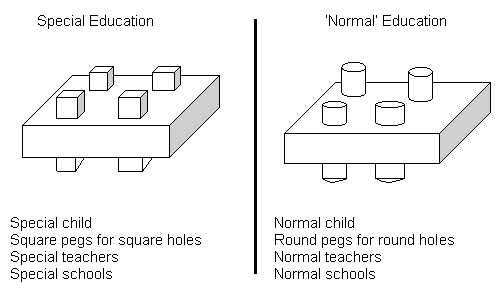 Special Education
'Normal' Education
Special child
Square pegs for square holes
Special teachers
Special schools
Normal child
Round pegs for round holes
Normal teachers
Normal schools